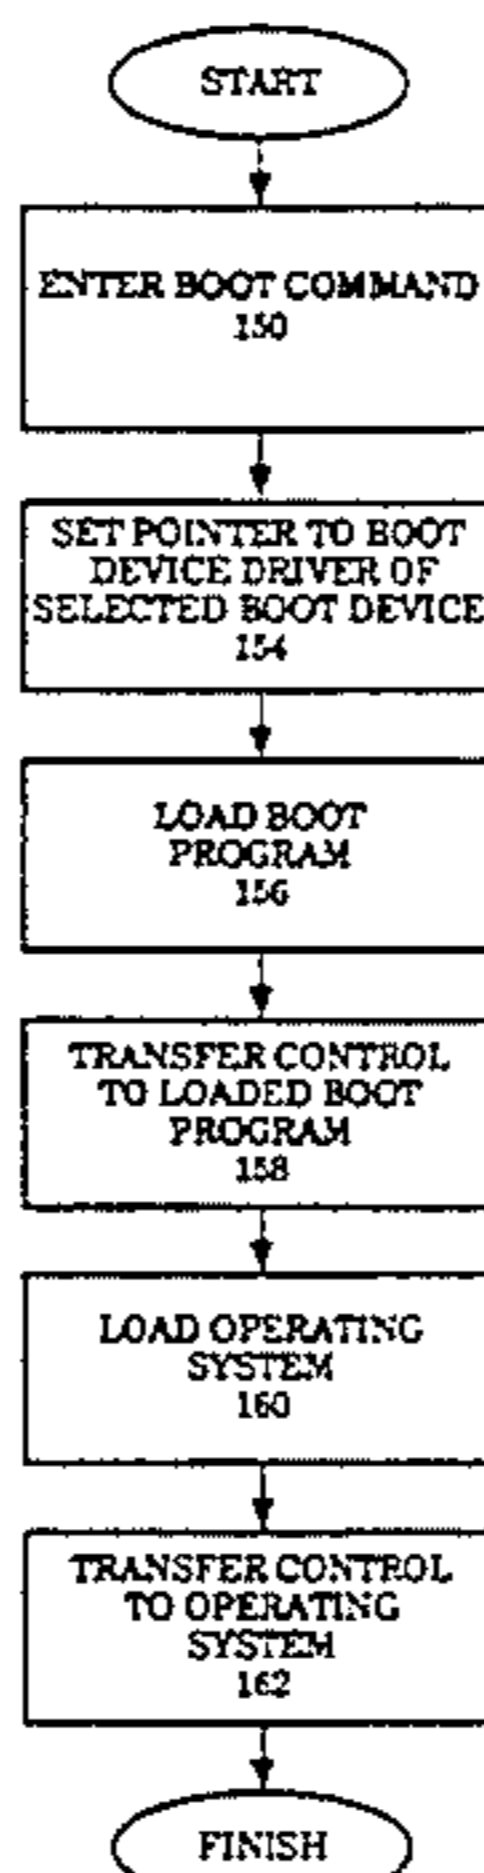 START
ENTER BOOT COMMAND
150
SET POINTER TO BOOT
DEVICE DRIVER OF
SELECTED BOOT DEVICE
154
LOAD BOOT
PROGRAM
156
TRANSFER CONTROL
TO LOADED BOOT
PROGRAM
158
LOAD OPERATING
SYSTEM
160
TRANSFER CONTROL
TO OPERATING
SYSTEM
162
FINISH